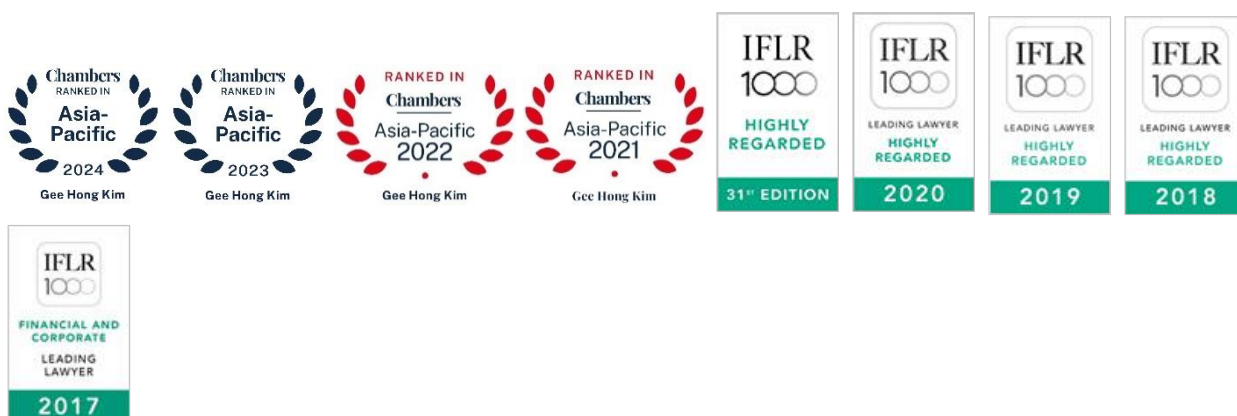 Chambers
RANKED IN
Asia-
Pacific
2024
Gee Hong Kim
Chambers
RANKED IN
Asia-
Pacific
2023
Gee Hong Kim
RANKED IN
Chambers
Asia-Pacific
2022
Gee Hong Kim
RANKED IN
Chambers
Asia-Pacific
2021
Gee Hong Kim
IFLR
1000
HIGHLY
REGARDED
31ST EDITION
IFLR
1000
LEADING LAWYER
HIGHLY
REGARDED
2020
IFLR
1000
LEADING LAWYER
HIGHLY
REGARDED
2019
IFLR
1000
LEADING LAWYER
HIGHLY
REGARDED
2018
IFLR
1000
FINANCIAL AND
CORPORATE
LEADING
LAWYER
2017